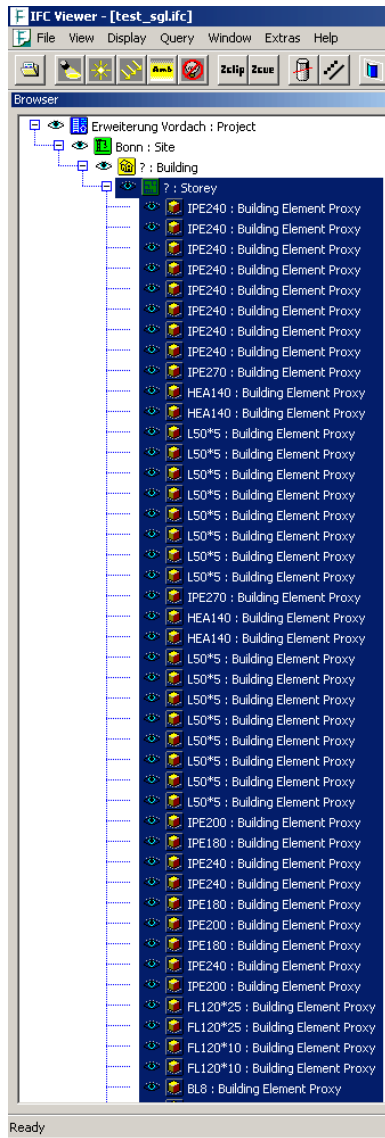 IFC Viewer - [test_sgl.ifc]
File View Display Query Window Extras Help
Amb Zclip Zcue
Browser
Erweiterung Vordach : Project
Bonn : Site
? : Building
? : Storey
IPE240 : Building Element Proxy
IPE240 : Building Element Proxy
IPE240 : Building Element Proxy
IPE240 : Building Element Proxy
IPE240 : Building Element Proxy
IPE240 : Building Element Proxy
IPE240 : Building Element Proxy
IPE240 : Building Element Proxy
IPE270 : Building Element Proxy
HEA140 : Building Element Proxy
HEA140 : Building Element Proxy
L50*5 : Building Element Proxy
L50*5 : Building Element Proxy
L50*5 : Building Element Proxy
L50*5 : Building Element Proxy
L50*5 : Building Element Proxy
L50*5 : Building Element Proxy
L50*5 : Building Element Proxy
L50*5 : Building Element Proxy
IPE270 : Building Element Proxy
HEA140 : Building Element Proxy
HEA140 : Building Element Proxy
L50*5 : Building Element Proxy
L50*5 : Building Element Proxy
L50*5 : Building Element Proxy
L50*5 : Building Element Proxy
L50*5 : Building Element Proxy
L50*5 : Building Element Proxy
L50*5 : Building Element Proxy
L50*5 : Building Element Proxy
IPE200 : Building Element Proxy
IPE180 : Building Element Proxy
IPE240 : Building Element Proxy
IPE240 : Building Element Proxy
IPE180 : Building Element Proxy
IPE200 : Building Element Proxy
IPE180 : Building Element Proxy
IPE240 : Building Element Proxy
IPE200 : Building Element Proxy
FL120*25 : Building Element Proxy
FL120*25 : Building Element Proxy
FL120*10 : Building Element Proxy
FL120*10 : Building Element Proxy
BL8 : Building Element Proxy
Ready